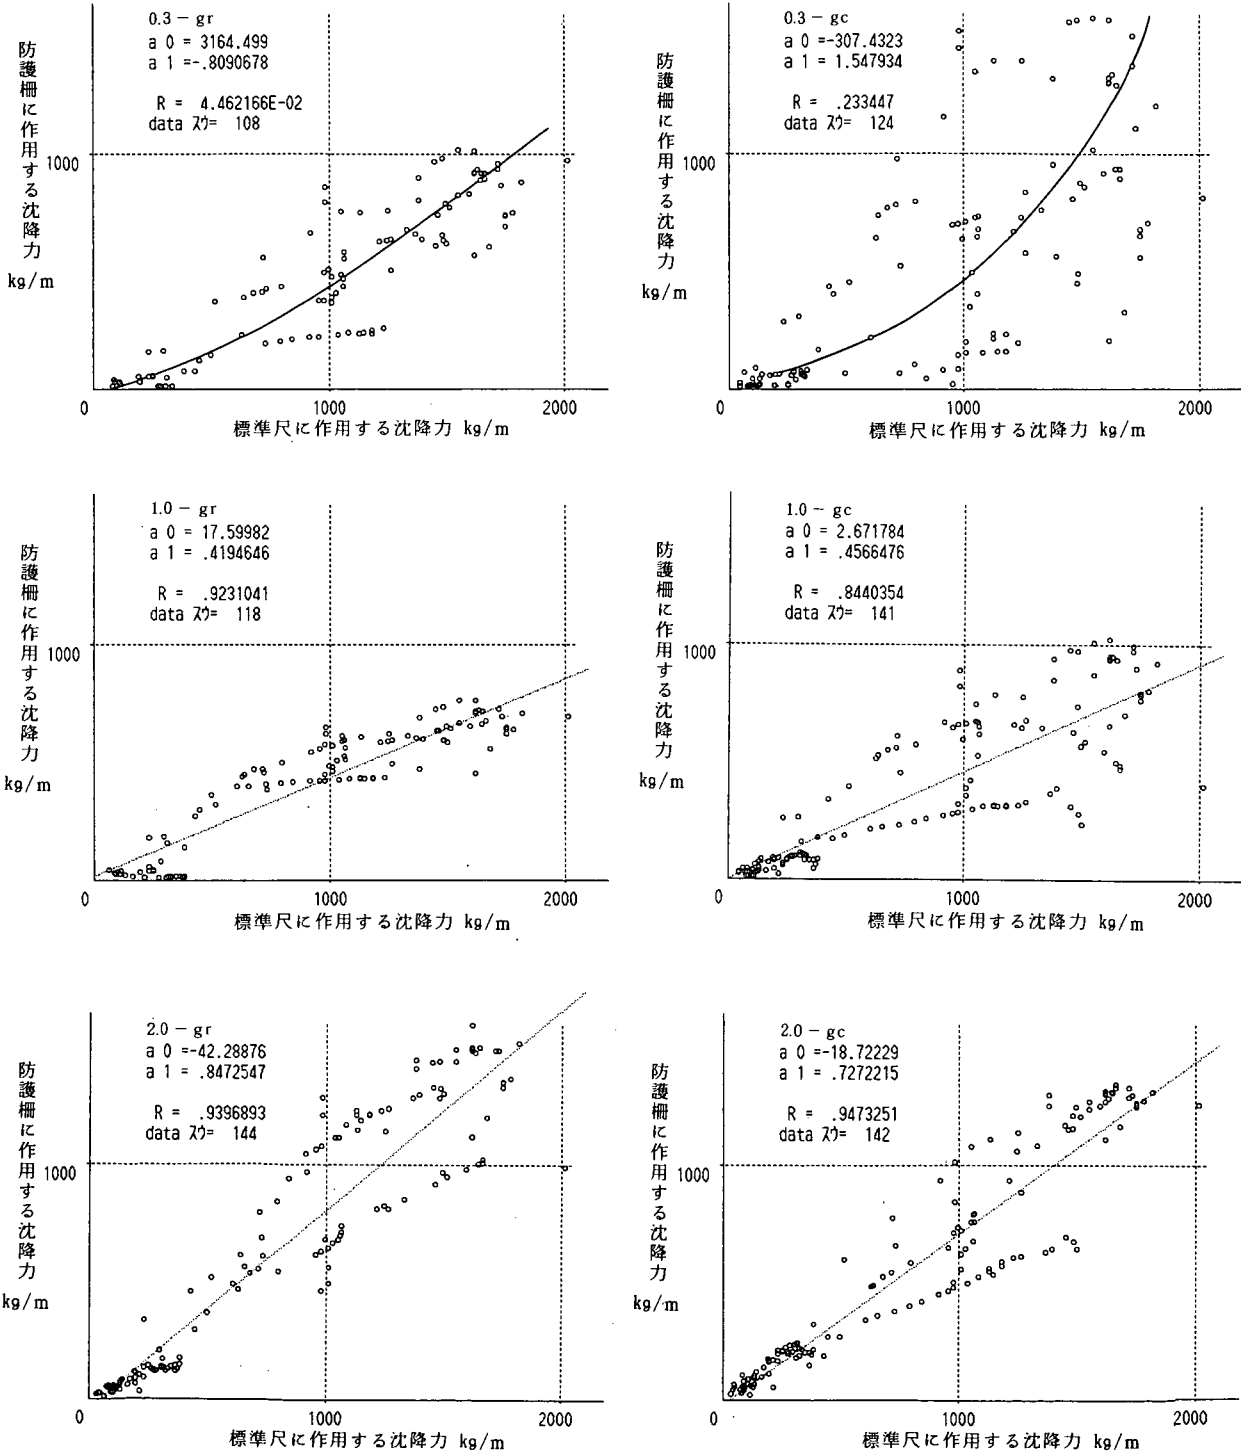 0.3 - gr
a 0 = 3164.499
a 1 =-.8090678
R = 4.462166E-02
data スウ= 108
防護柵に作用する沈降力
kg/m
1000
0
1000
2000
標準尺に作用する沈降力 kg/m
0.3 - gc
a 0 =-307.4323
a 1 = 1.547934
R = .233447
data スウ= 124
防護柵に作用する沈降力
kg/m
1000
0
1000
2000
標準尺に作用する沈降力 kg/m
1.0 - gr
a 0 = 17.59982
a 1 = .4194646
R = .9231041
data スウ= 118
防護柵に作用する沈降力
kg/m
1000
0
1000
2000
標準尺に作用する沈降力 kg/m
1.0 - gc
a 0 = 2.671784
a 1 = .4566476
R = .8440354
data スウ= 141
防護柵に作用する沈降力
kg/m
1000
0
1000
2000
標準尺に作用する沈降力 kg/m
2.0 - gr
a 0 =-42.28876
a 1 = .8472547
R = .9396893
data スウ= 144
防護柵に作用する沈降力
kg/m
1000
0
1000
2000
標準尺に作用する沈降力 kg/m
2.0 - gc
a 0 =-18.72229
a 1 = .7272215
R = .9473251
data スウ= 142
防護柵に作用する沈降力
kg/m
1000
0
1000
2000
標準尺に作用する沈降力 kg/m